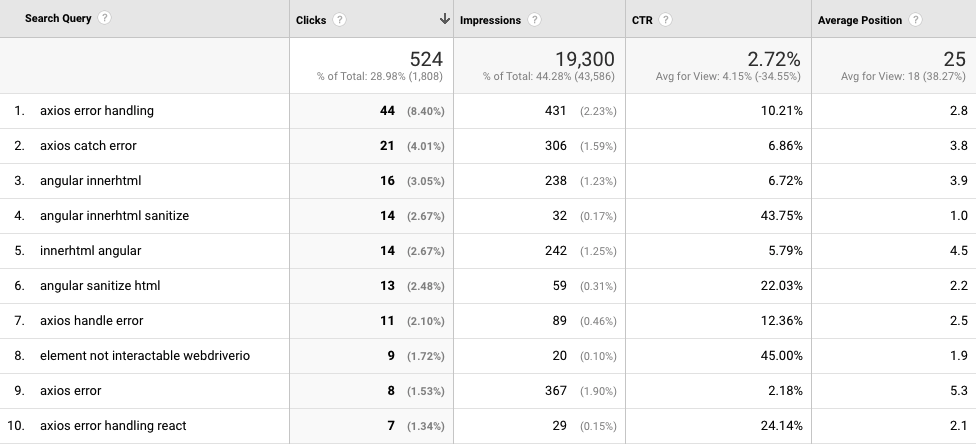 Search Query ? Clicks ? Impressions ? CTR ? Average Position ?
524 19,300 2.72% 25
% of Total: 28.98% (1,808) % of Total: 44.28% (43,586) Avg for View: 4.15% (-34.55%) Avg for View: 18 (38.27%)
1. axios error handling 44 (8.40%) 431 (2.23%) 10.21% 2.8
2. axios catch error 21 (4.01%) 306 (1.59%) 6.86% 3.8
3. angular innerhtml 16 (3.05%) 238 (1.23%) 6.72% 3.9
4. angular innerhtml sanitize 14 (2.67%) 32 (0.17%) 43.75% 1.0
5. innerhtml angular 14 (2.67%) 242 (1.25%) 5.79% 4.5
6. angular sanitize html 13 (2.48%) 59 (0.31%) 22.03% 2.2
7. axios handle error 11 (2.10%) 89 (0.46%) 12.36% 2.5
8. element not interactable webdriverio 9 (1.72%) 20 (0.10%) 45.00% 1.9
9. axios error 8 (1.53%) 367 (1.90%) 2.18% 5.3
10. axios error handling react 7 (1.34%) 29 (0.15%) 24.14% 2.1